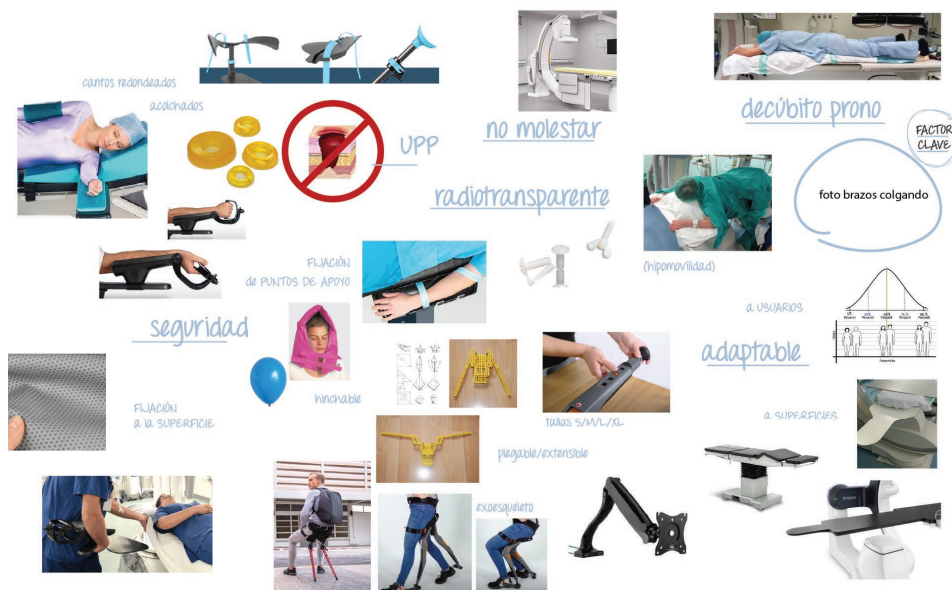 cantos redondeados
acolchados
UPP
no molestar
decúbito prono
FACTOR
CLAVE
foto brazos colgando
radiotransparente
(hipomovilidad)
FIJACIÓN
de PUNTOS DE APOYO
seguridad
a USUARIOS
adaptable
hinchable
FIJACIÓN
a la SUPERFICIE
tallas S/M/L/XL
a SUPERFICIES
plegable/extensible
exoesqueleto